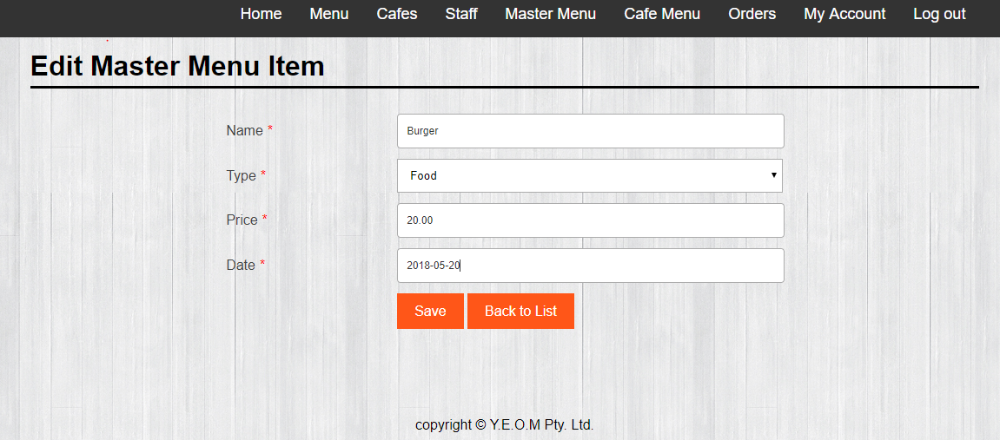 Home Menu Cafes Staff Master Menu Cafe Menu Orders My Account Log out
Edit Master Menu Item
Name * Burger
Type * Food
Price * 20.00
Date * 2018-05-20
Save Back to List
copyright © Y.E.O.M Pty. Ltd.